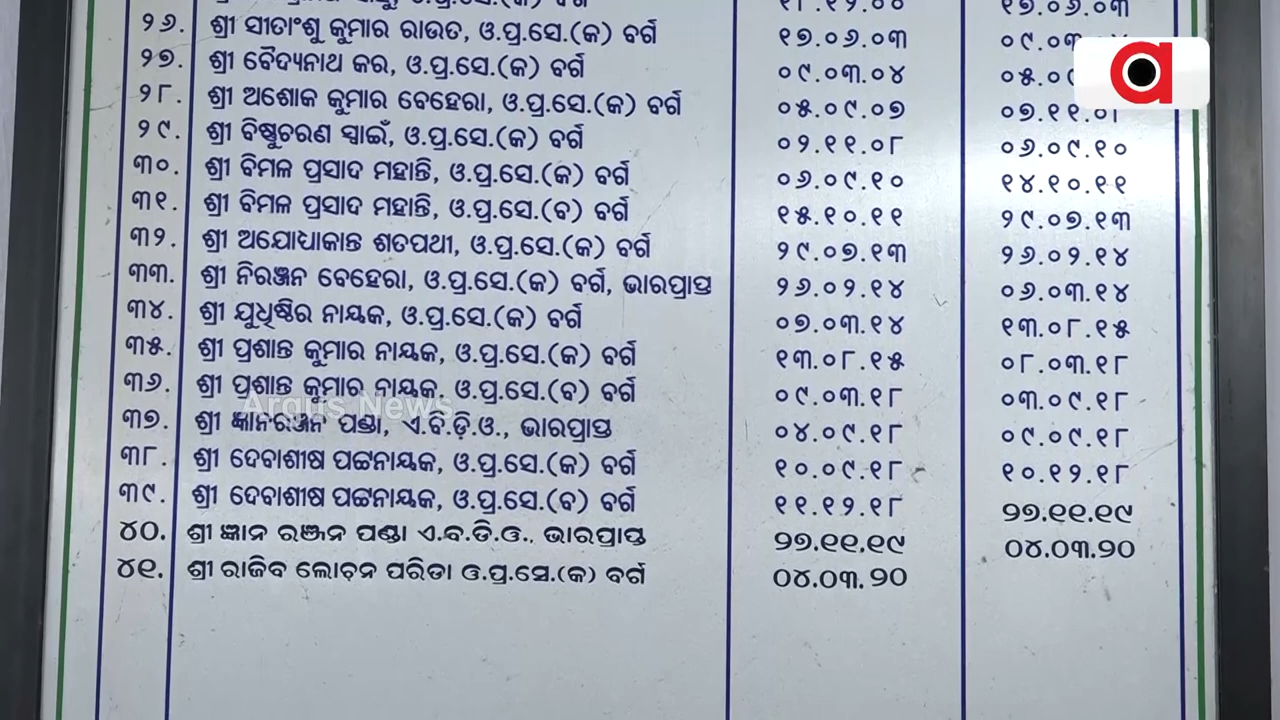 ୧୭.୦୬.୦୩
୨୬. ଶ୍ରୀ ସୀତାଂଶୁ କୁମାର ରାଉତ, ଓ.ପ୍ର.ସେ.(କ) ବର୍ଗ ୧୭.୦୬.୦୩
୨୭. ଶ୍ରୀ ବୈଦ୍ୟନାଥ କର, ଓ.ପ୍ର.ସେ.(କ) ବର୍ଗ ୦୯.୦୩.୦୪
୨୮. ଶ୍ରୀ ଅଶୋକ କୁମାର ବେହେରା, ଓ.ପ୍ର.ସେ.(କ) ବର୍ଗ ୦୫.୦୯.୦୭
୨୯. ଶ୍ରୀ ବିଷ୍ଣୁଚରଣ ସ୍ୱାଇଁ, ଓ.ପ୍ର.ସେ.(କ) ବର୍ଗ ୦୨.୧୧.୦୮ ୦୬.୦୯.୧୦
୩୦. ଶ୍ରୀ ବିମଳ ପ୍ରସାଦ ମହାନ୍ତି, ଓ.ପ୍ର.ସେ.(କ) ବର୍ଗ ୦୬.୦୯.୧୦ ୧୪.୧୦.୧୧
୩୧. ଶ୍ରୀ ବିମଳ ପ୍ରସାଦ ମହାନ୍ତି, ଓ.ପ୍ର.ସେ.(ବ) ବର୍ଗ ୧୫.୧୦.୧୧ ୨୯.୦୭.୧୩
୩୨. ଶ୍ରୀ ଅଯୋଧ୍ୟାକାନ୍ତ ଶତପଥୀ, ଓ.ପ୍ର.ସେ.(କ) ବର୍ଗ ୨୯.୦୭.୧୩ ୨୬.୦୨.୧୪
୩୩. ଶ୍ରୀ ନିରଞ୍ଜନ ବେହେରା, ଓ.ପ୍ର.ସେ.(କ) ବର୍ଗ, ଭାରପ୍ରାପ୍ତ ୨୬.୦୨.୧୪ ୦୬.୦୩.୧୪
୩୪. ଶ୍ରୀ ଯୁଧିଷ୍ଠିର ନାୟକ, ଓ.ପ୍ର.ସେ.(କ) ବର୍ଗ ୦୭.୦୩.୧୪ ୧୩.୦୮.୧୫
୩୫. ଶ୍ରୀ ପ୍ରଶାନ୍ତ କୁମାର ନାୟକ, ଓ.ପ୍ର.ସେ.(କ) ବର୍ଗ ୧୩.୦୮.୧୫ ୦୮.୦୩.୧୮
୩୬. ଶ୍ରୀ ପ୍ରଶାନ୍ତ କୁମାର ନାୟକ, ଓ.ପ୍ର.ସେ.(ବ) ବର୍ଗ ୦୯.୦୩.୧୮ ୦୩.୦୯.୧୮
Argus News
୩୭. ଶ୍ରୀ ଜ୍ଞାନରଞ୍ଜନ ପଣ୍ଡା, ଏ.ବି.ଡ଼ି.ଓ., ଭାରପ୍ରାପ୍ତ ୦୪.୦୯.୧୮ ୦୯.୦୯.୧୮
୩୮. ଶ୍ରୀ ଦେବାଶୀଷ ପଟ୍ଟନାୟକ, ଓ.ପ୍ର.ସେ.(କ) ବର୍ଗ ୧୦.୦୯.୧୮ ୧୦.୧୨.୧୮
୩୯. ଶ୍ରୀ ଦେବାଶୀଷ ପଟ୍ଟନାୟକ, ଓ.ପ୍ର.ସେ.(ବ) ବର୍ଗ ୧୧.୧୨.୧୮ ୨୭.୧୧.୧୯
୪୦. ଶ୍ରୀ ଜ୍ଞାନ ରଞ୍ଜନ ପଣ୍ଡା ଏ.ବ.ଡି.ଓ., ଭାରପ୍ରାପ୍ତ ୨୭.୧୧.୧୯ ୦୪.୦୩.୨୦
୪୧. ଶ୍ରୀ ରାଜିବ ଲୋଚନ ପରିଡା ଓ.ପ୍ର.ସେ.(କ) ବର୍ଗ ୦୪.୦୩.୨୦